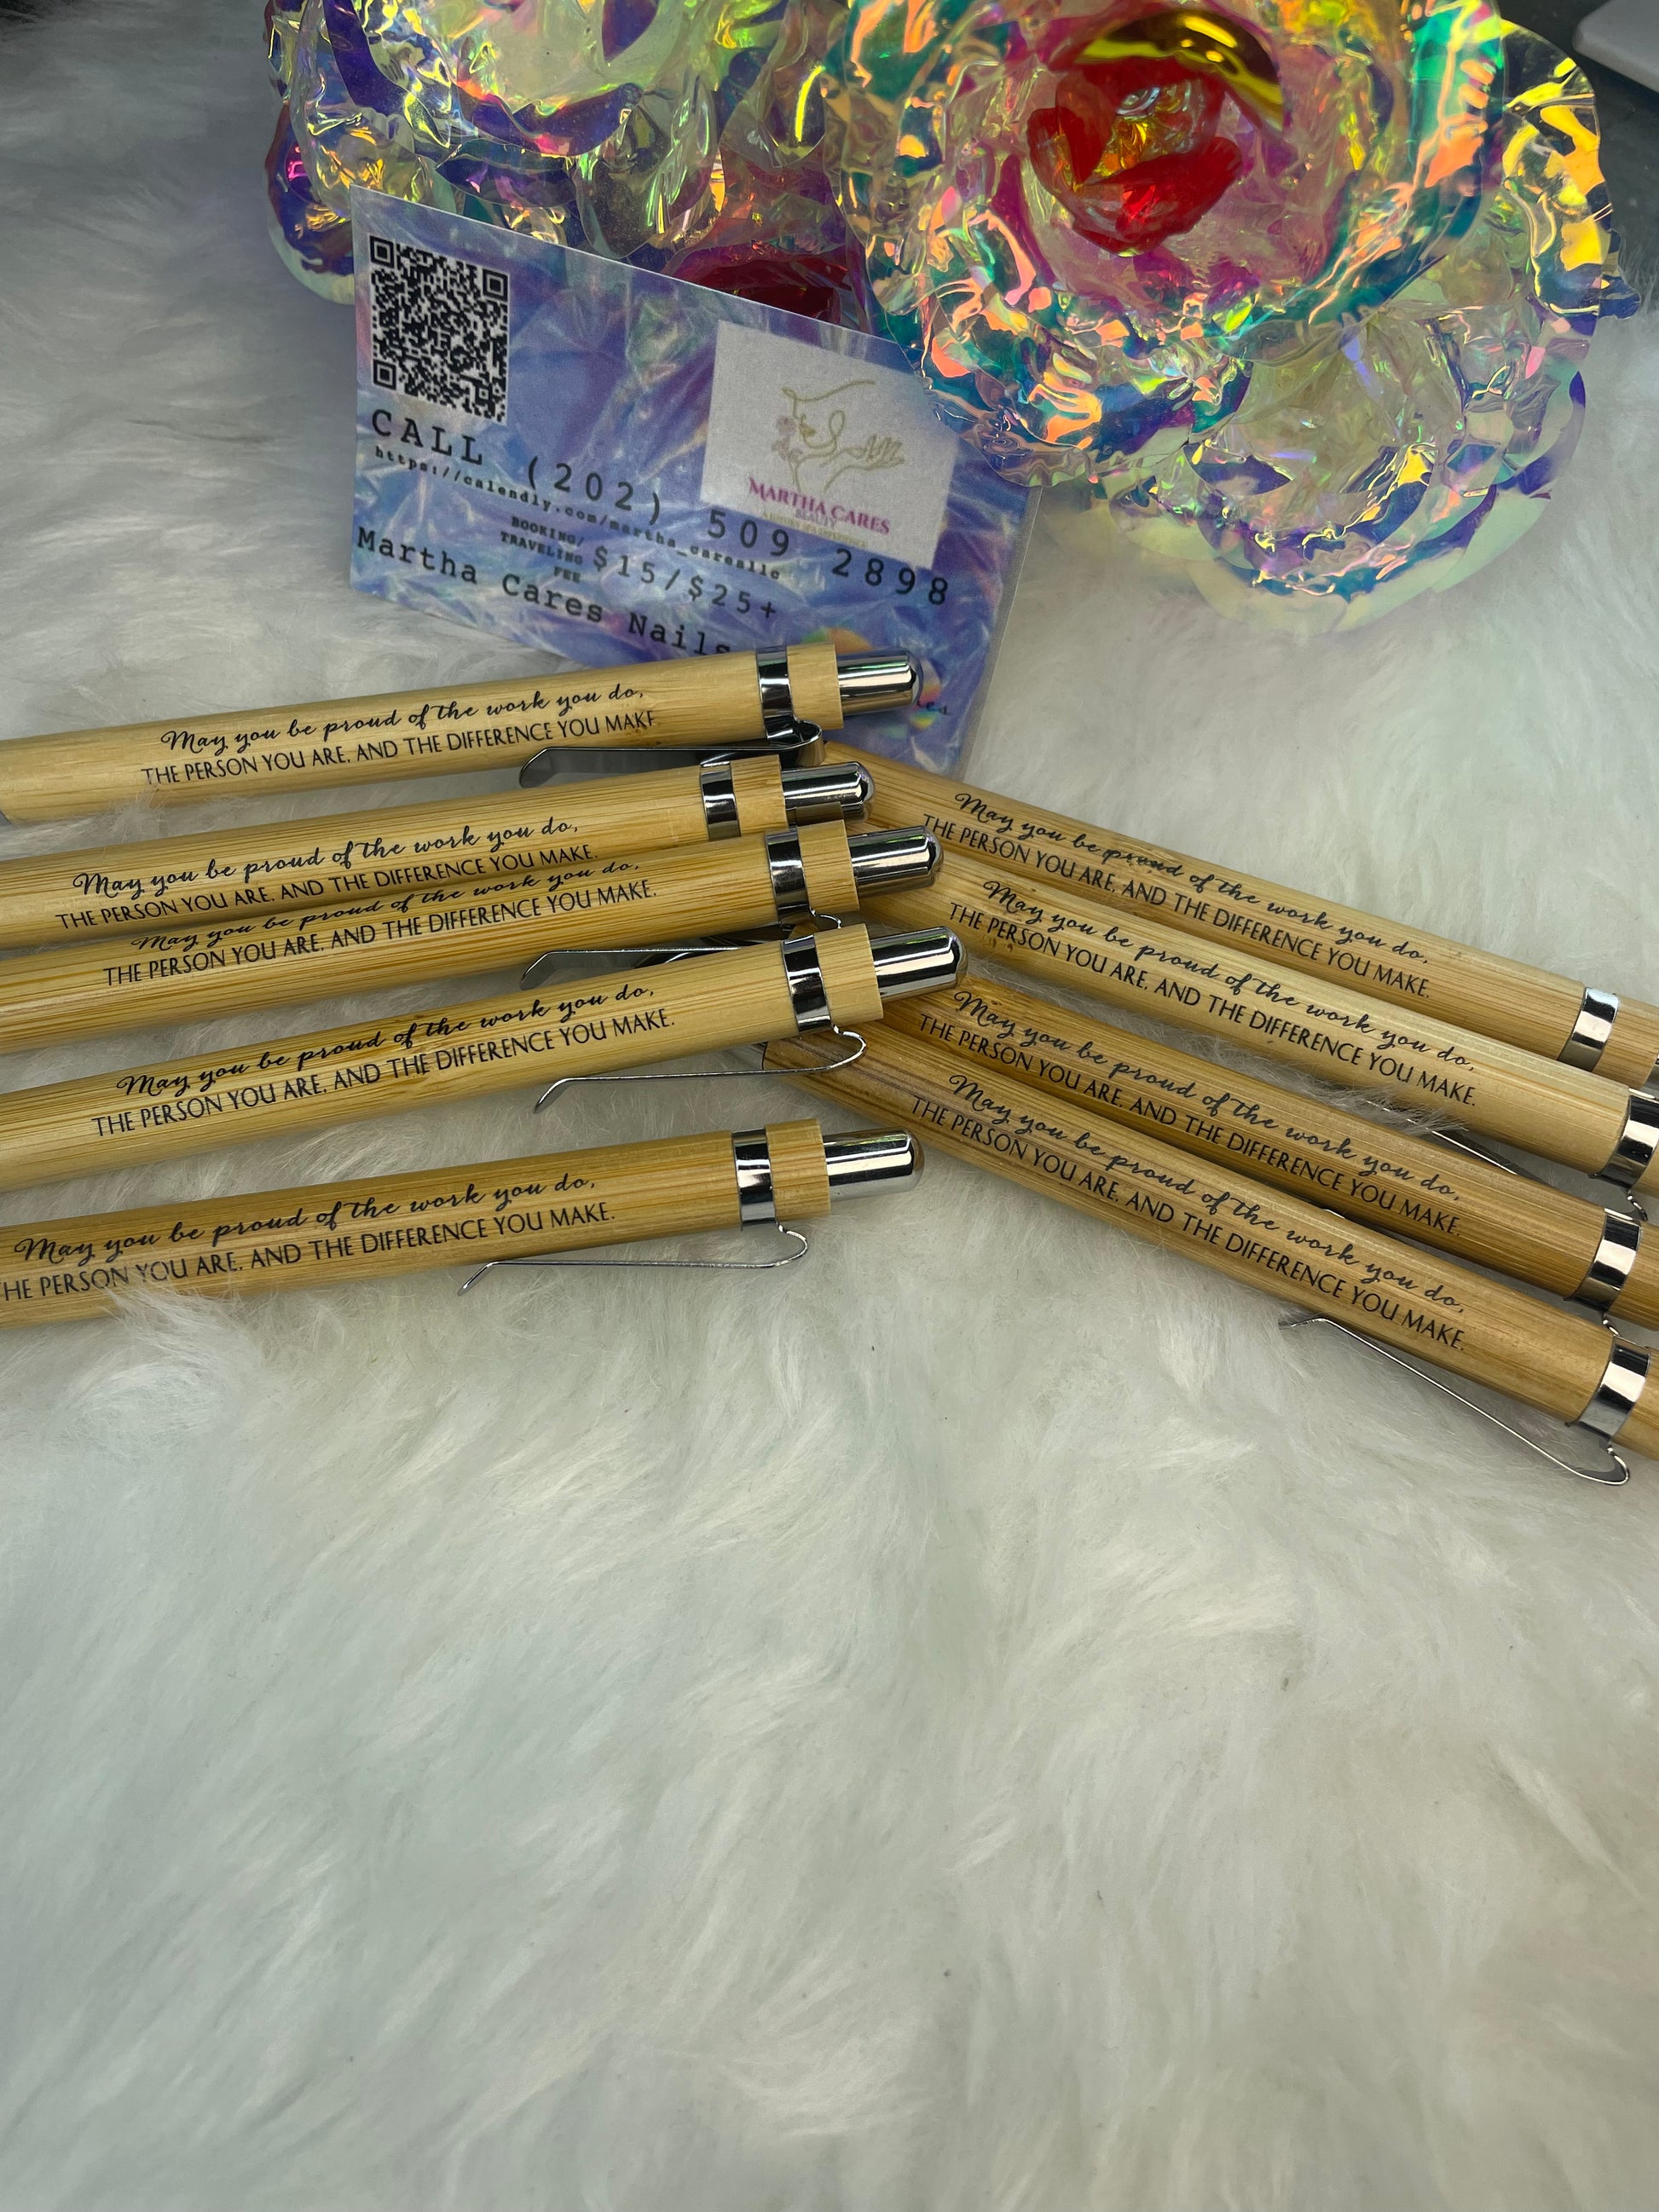 CALL (202) 509 2898
https://calendly.com/martha_caresllc
BOOKING/
TRAVELING
FEE
$15/$25+
Martha Cares Nails
MARTHA CARES
BEAUTY
May you be proud of the work you do,
THE PERSON YOU ARE, AND THE DIFFERENCE YOU MAKE.
May you be proud of the work you do,
THE PERSON YOU ARE, AND THE DIFFERENCE YOU MAKE.
May you be proud of the work you do,
THE PERSON YOU ARE, AND THE DIFFERENCE YOU MAKE.
May you be proud of the work you do,
THE PERSON YOU ARE, AND THE DIFFERENCE YOU MAKE.
May you be proud of the work you do,
THE PERSON YOU ARE, AND THE DIFFERENCE YOU MAKE.
May you be proud of the work you do,
THE PERSON YOU ARE, AND THE DIFFERENCE YOU MAKE.
May you be proud of the work you do,
THE PERSON YOU ARE, AND THE DIFFERENCE YOU MAKE.
May you be proud of the work you do,
THE PERSON YOU ARE, AND THE DIFFERENCE YOU MAKE.
May you be proud of the work you do,
THE PERSON YOU ARE, AND THE DIFFERENCE YOU MAKE.